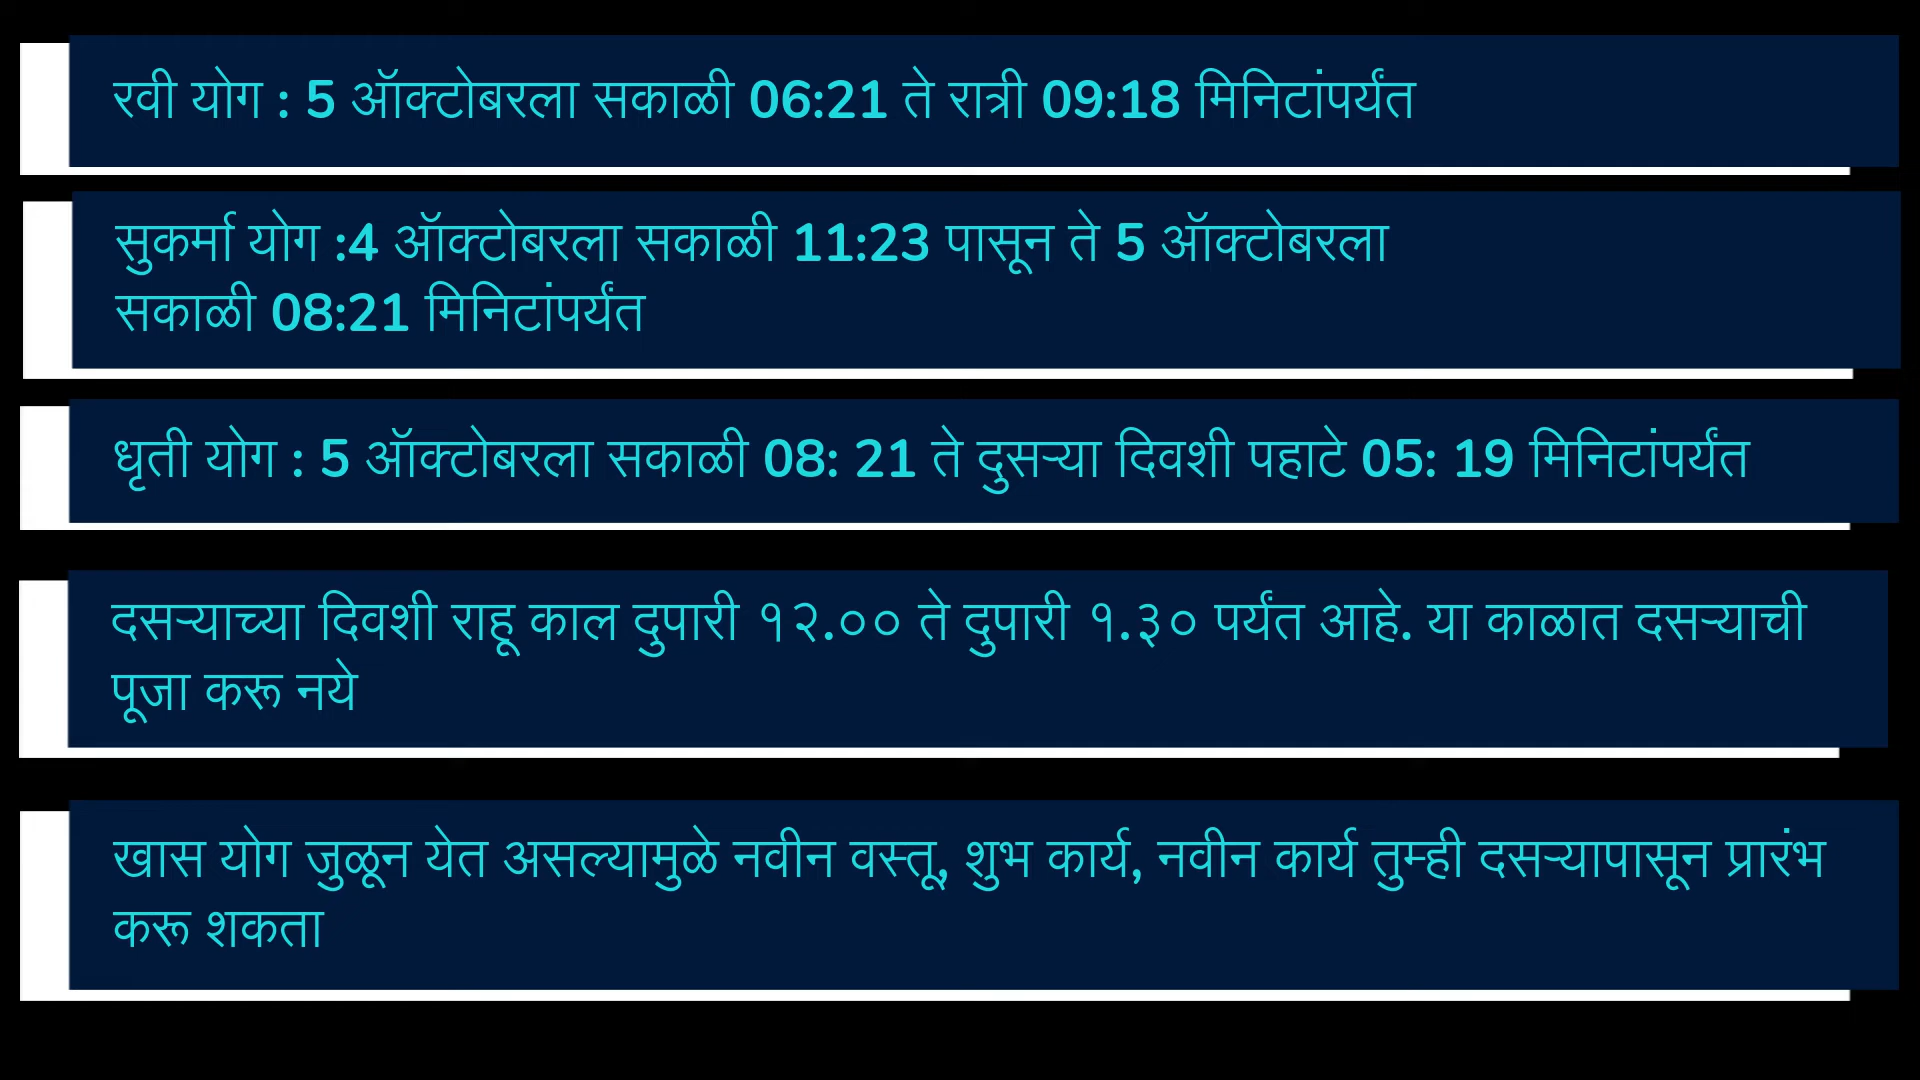 रवी योग : 5 ऑक्टोबरला सकाळी 06:21 ते रात्री 09:18 मिनिटांपर्यंत
सुकर्मा योग :4 ऑक्टोबरला सकाळी 11:23 पासून ते 5 ऑक्टोबरला
सकाळी 08:21 मिनिटांपर्यंत
धृती योग : 5 ऑक्टोबरला सकाळी 08: 21 ते दुसऱ्या दिवशी पहाटे 05: 19 मिनिटांपर्यंत
दसऱ्याच्या दिवशी राहू काल दुपारी १२.०० ते दुपारी १.३० पर्यंत आहे. या काळात दसऱ्याची
पूजा करू नये
खास योग जुळून येत असल्यामुळे नवीन वस्तू, शुभ कार्य, नवीन कार्य तुम्ही दसऱ्यापासून प्रारंभ
करू शकता